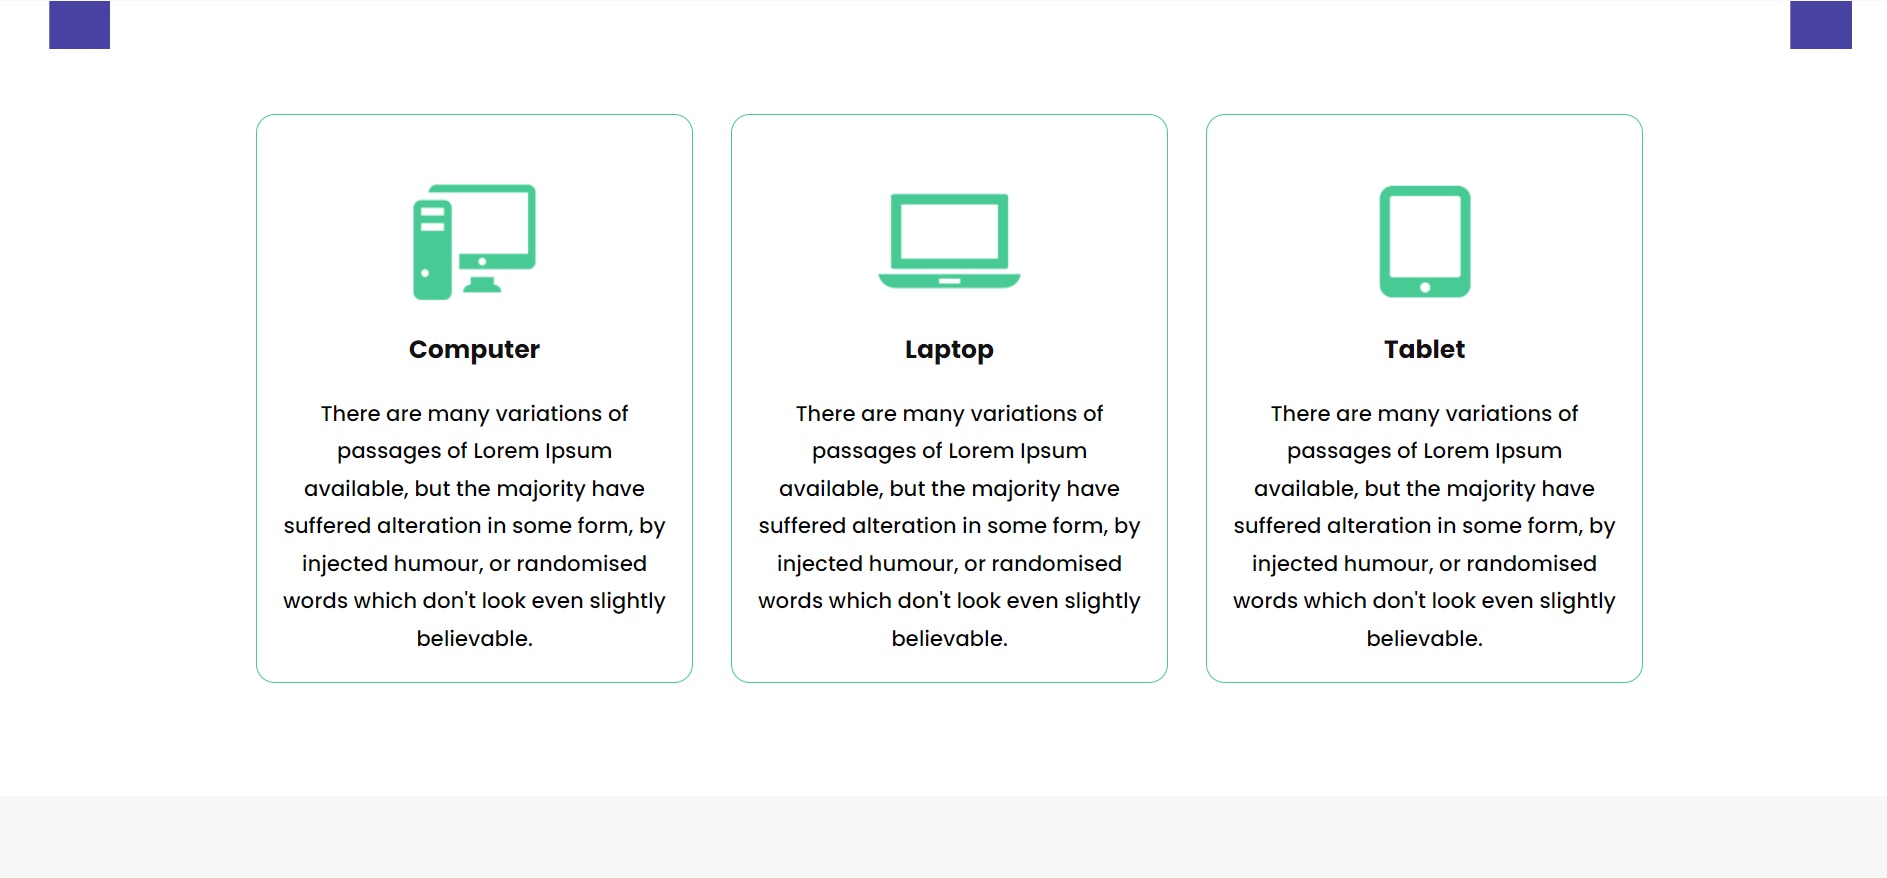 Computer
There are many variations of
passages of Lorem Ipsum
available, but the majority have
suffered alteration in some form, by
injected humour, or randomised
words which don't look even slightly
believable.
Laptop
There are many variations of
passages of Lorem Ipsum
available, but the majority have
suffered alteration in some form, by
injected humour, or randomised
words which don't look even slightly
believable.
Tablet
There are many variations of
passages of Lorem Ipsum
available, but the majority have
suffered alteration in some form, by
injected humour, or randomised
words which don't look even slightly
believable.